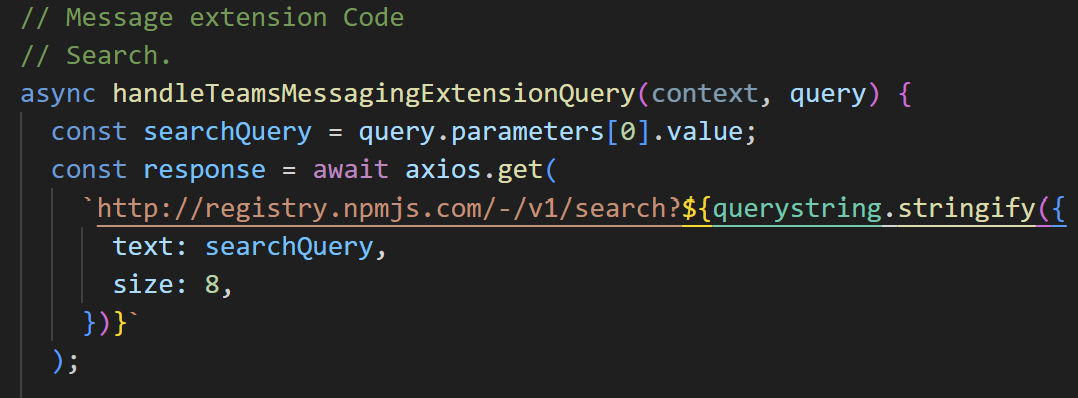 // Message extension Code
// Search.
async handleTeamsMessagingExtensionQuery(context, query) {
const searchQuery = query.parameters[0].value;
const response = await axios.get(
`http://registry.npmjs.com/-/v1/search?${querystring.stringify({
text: searchQuery,
size: 8,
})}`
);